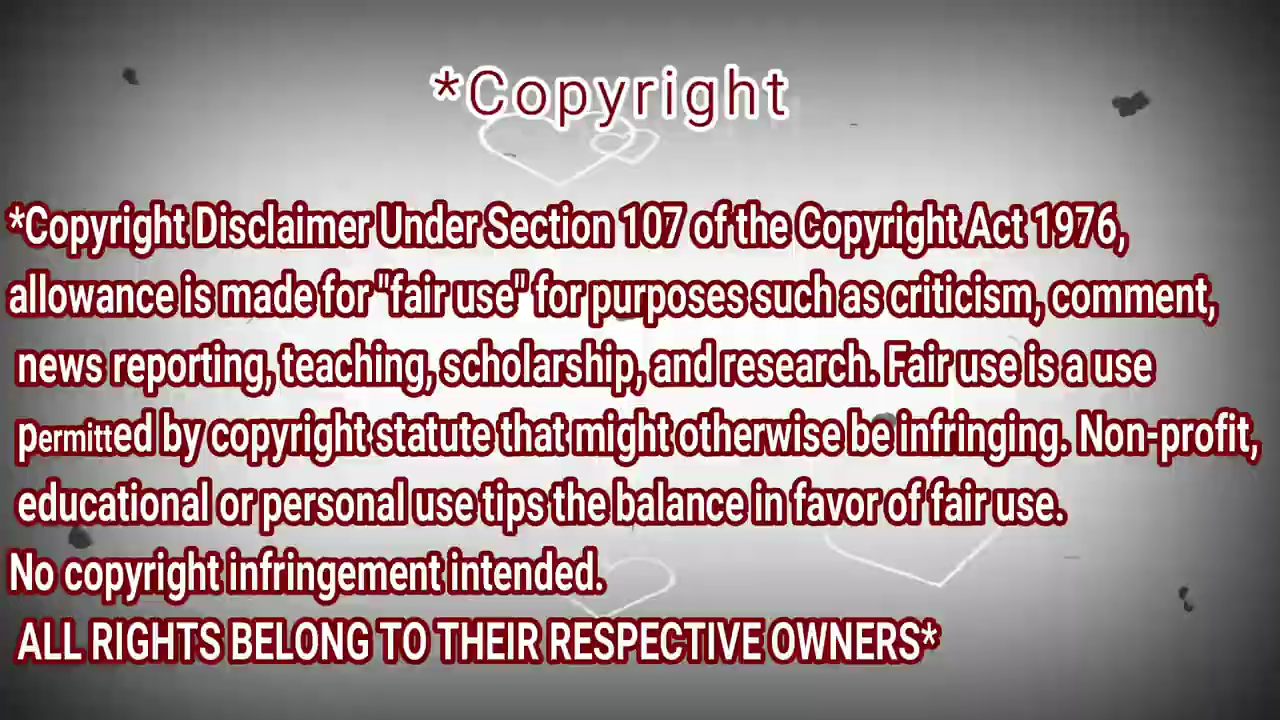 *Copyright
*Copyright Disclaimer Under Section 107 of the Copyright Act 1976,
allowance is made for "fair use" for purposes such as criticism, comment,
news reporting, teaching, scholarship, and research. Fair use is a use
permitted by copyright statute that might otherwise be infringing. Non-profit,
educational or personal use tips the balance in favor of fair use.
No copyright infringement intended.
ALL RIGHTS BELONG TO THEIR RESPECTIVE OWNERS*